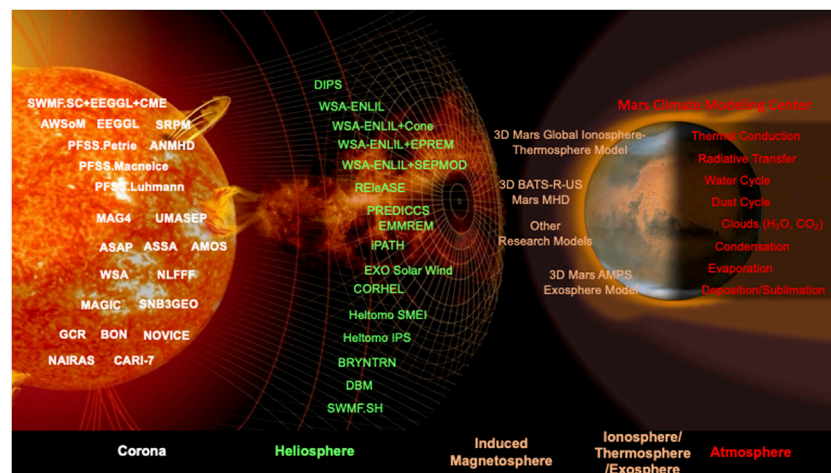 SWMF.SC+EEGGL+CME
AWSoM EEGGL SRPM
PFSS.Petrie ANMHD
PFSS.Macneice
PFSS.Luhmann
MAG4 UMASEP
ASAP ASSA AMOS
WSA NLFFF
MAGIC SNB3GEO
GCR BON NOVICE
NAIRAS CARI-7
DIPS
WSA-ENLIL
WSA-ENLIL+Cone
WSA-ENLIL+EPREM
WSA-ENLIL+SEPMOD
REleASE
PREDICCS
EMMREM
iPATH
EXO Solar Wind
CORHEL
Heltomo SMEI
Heltomo IPS
BRYNTRN
DBM
SWMF.SH
3D Mars Global Ionosphere-
Thermosphere Model
3D BATS-R-US
Mars MHD
Other
Research Models
3D Mars AMPS
Exosphere Model
Mars Climate Modeling Center
Thermal Conduction
Radiative Transfer
Water Cycle
Dust Cycle
Clouds (H₂O, CO₂)
Condensation
Evaporation
Deposition/Sublimation
Corona
Heliosphere
Induced
Magnetosphere
Ionosphere/
Thermosphere
/Exosphere
Atmosphere